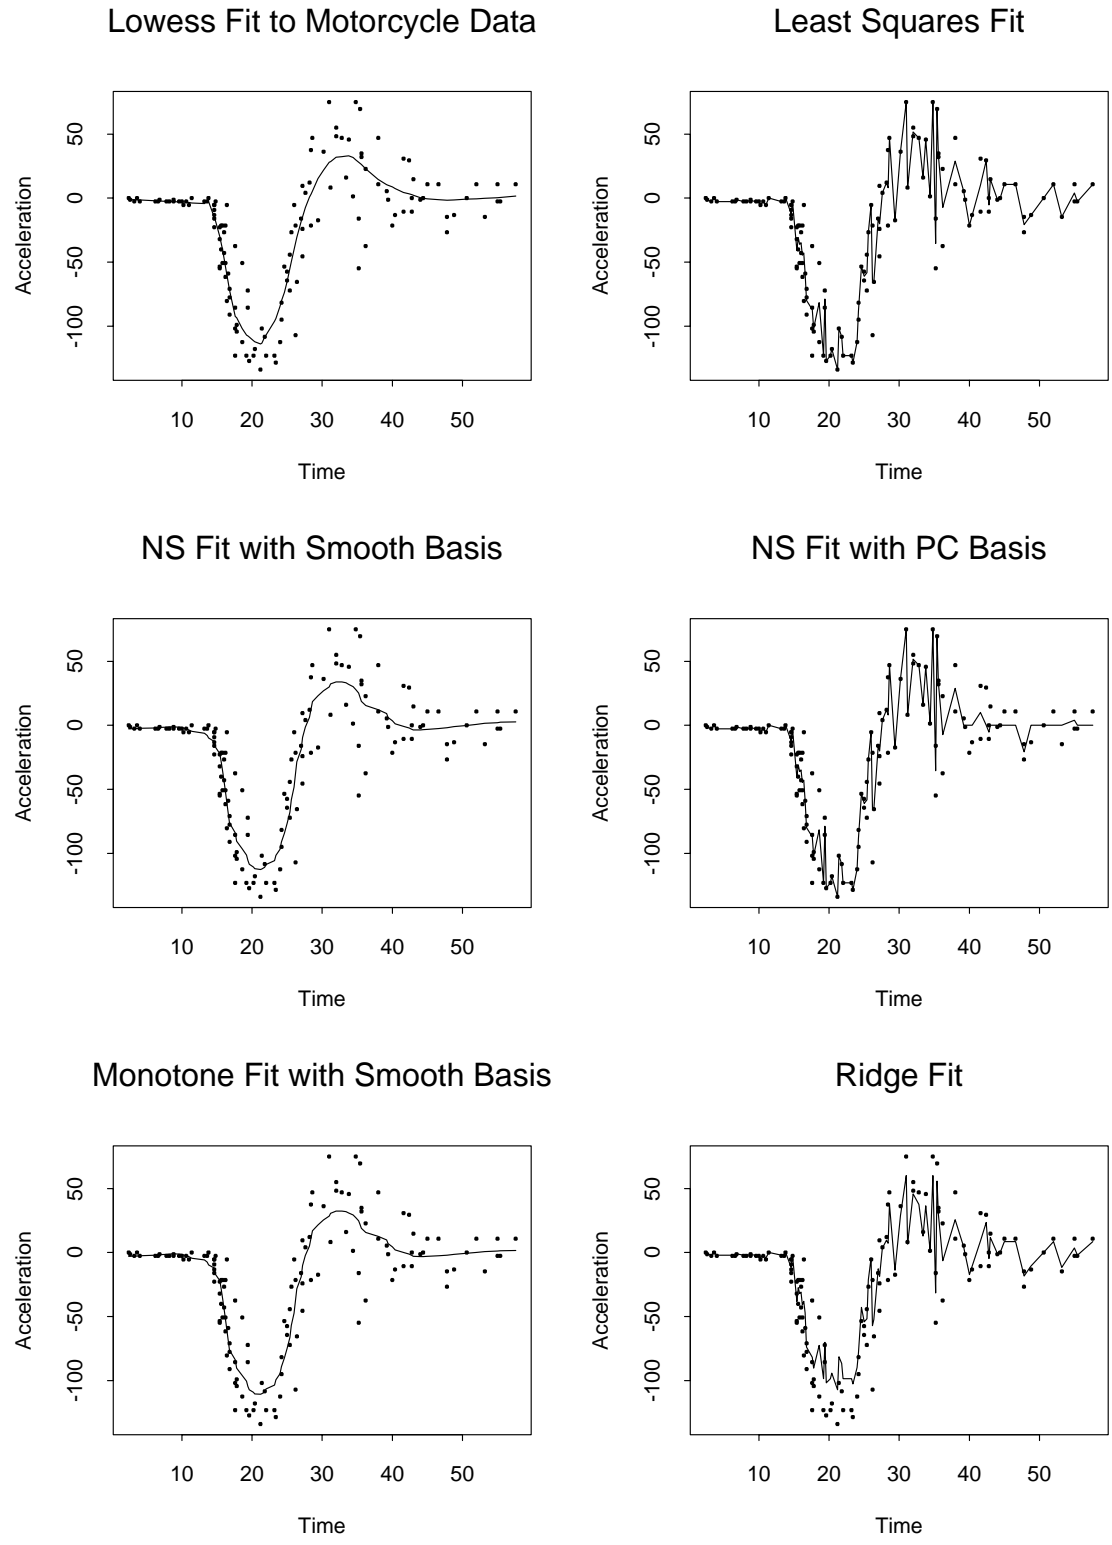 Lowess Fit to Motorcycle Data
Acceleration
50
0
-50
-100
10 20 30 40 50
Time
Least Squares Fit
Acceleration
50
0
-50
-100
10 20 30 40 50
Time
NS Fit with Smooth Basis
Acceleration
50
0
-50
-100
10 20 30 40 50
Time
NS Fit with PC Basis
Acceleration
50
0
-50
-100
10 20 30 40 50
Time
Monotone Fit with Smooth Basis
Acceleration
50
0
-50
-100
10 20 30 40 50
Time
Ridge Fit
Acceleration
50
0
-50
-100
10 20 30 40 50
Time